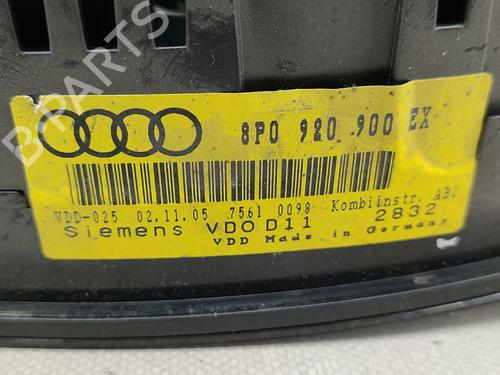 8P0 920 900 EX
VDD-025 02.11.05 7561 0098 Kombiinstr. AB2
Siemens VDO D11 2832
VDD Made in Germany
B-PARTS